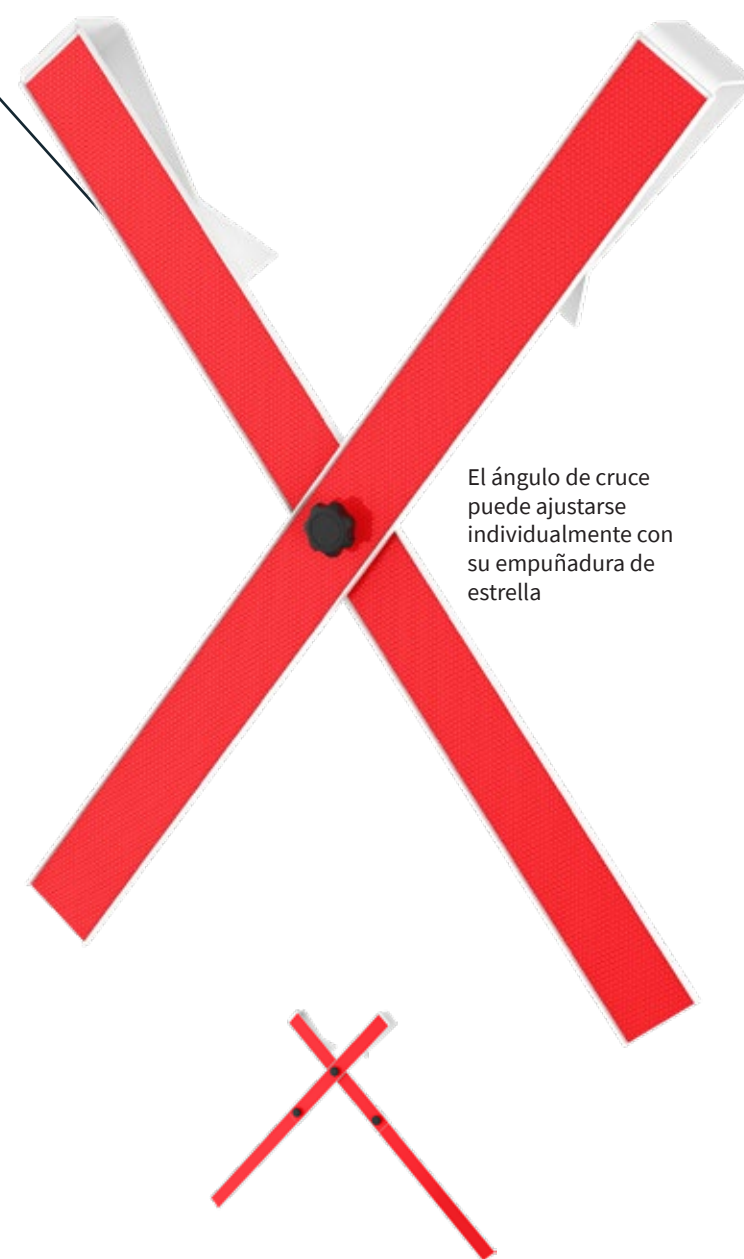 El ángulo de cruce
puede ajustarse
individualmente con
su empuñadura de
estrella